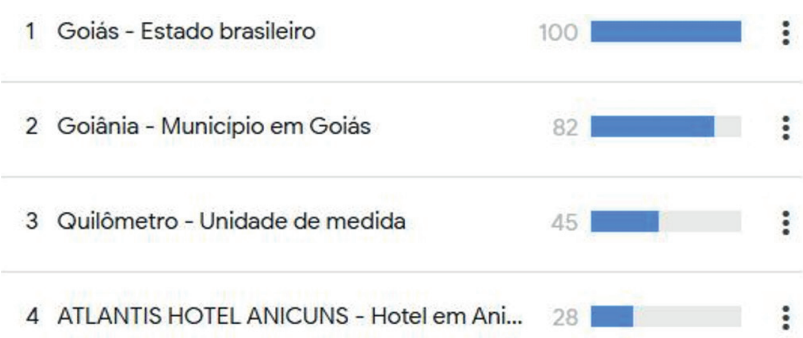 1 Goiás - Estado brasileiro 100
2 Goiânia - Município em Goiás 82
3 Quilômetro - Unidade de medida 45
4 ATLANTIS HOTEL ANICUNS - Hotel em Ani... 28